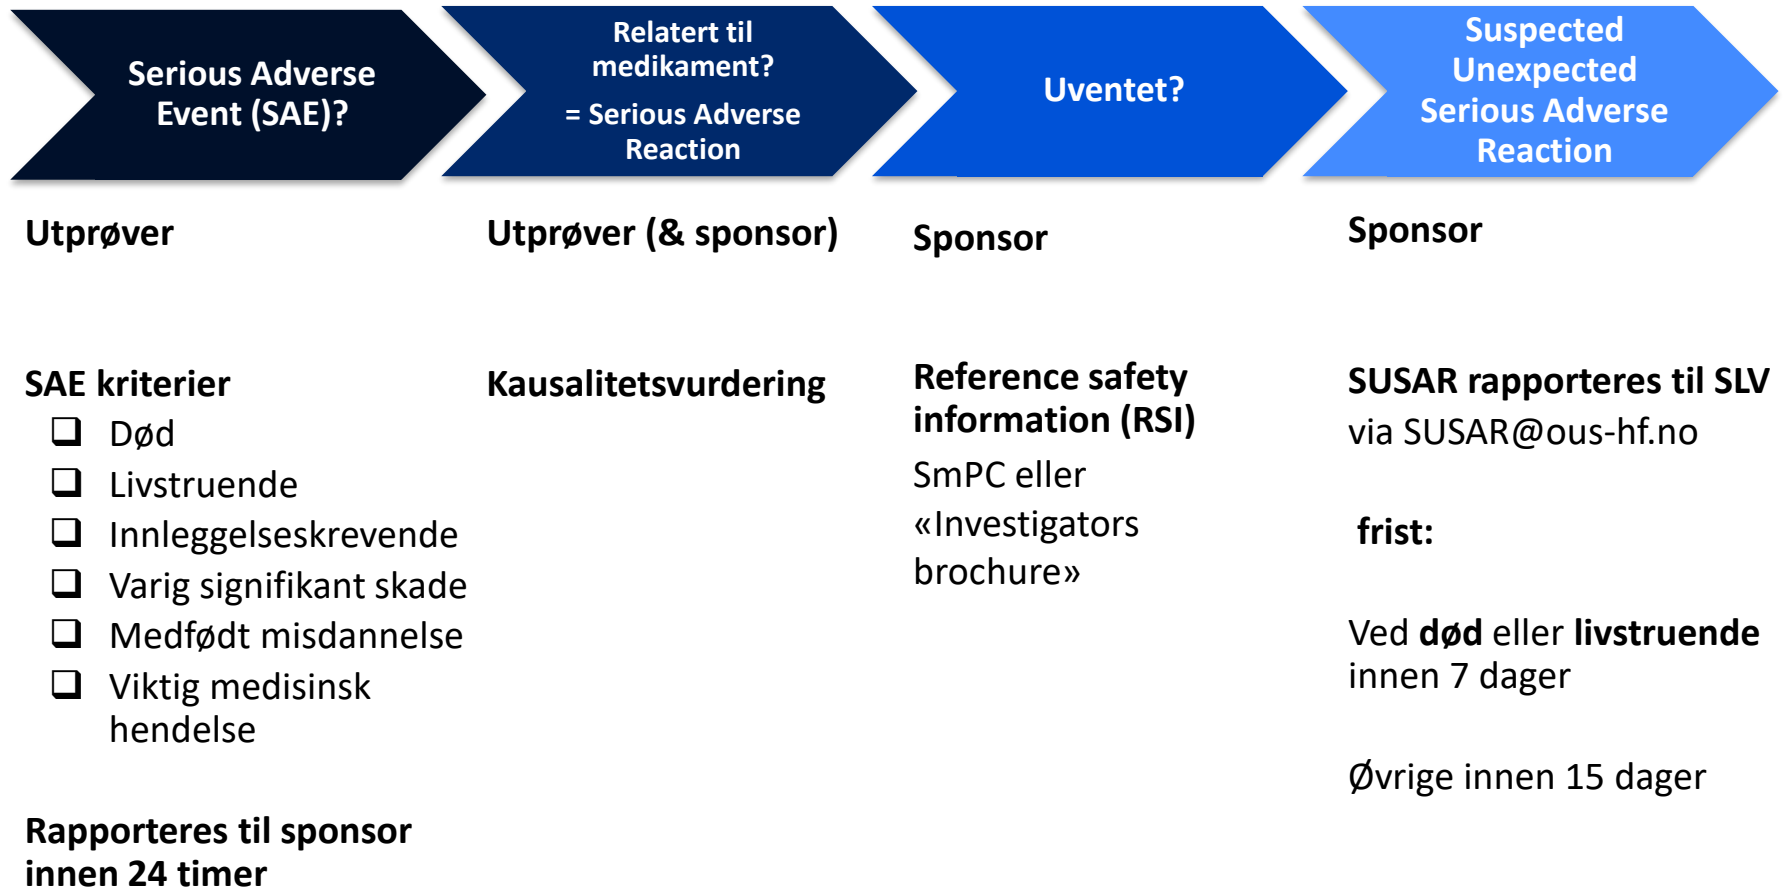 Serious Adverse
Event (SAE)?
Relatert til
medikament?
= Serious Adverse
Reaction
Uventet?
Suspected
Unexpected
Serious Adverse
Reaction
Utprøver
SAE kriterier
Død
Livstruende
Innleggelseskrevende
Varig signifikant skade
Medfødt misdannelse
Viktig medisinsk
hendelse
Rapporteres til sponsor
innen 24 timer
Utprøver (& sponsor)
Kausalitetsvurdering
Sponsor
Reference safety
information (RSI)
SmPC eller
«Investigators
brochure»
Sponsor
SUSAR rapporteres til SLV
via SUSAR@ous-hf.no
frist:
Ved død eller livstruende
innen 7 dager
Øvrige innen 15 dager